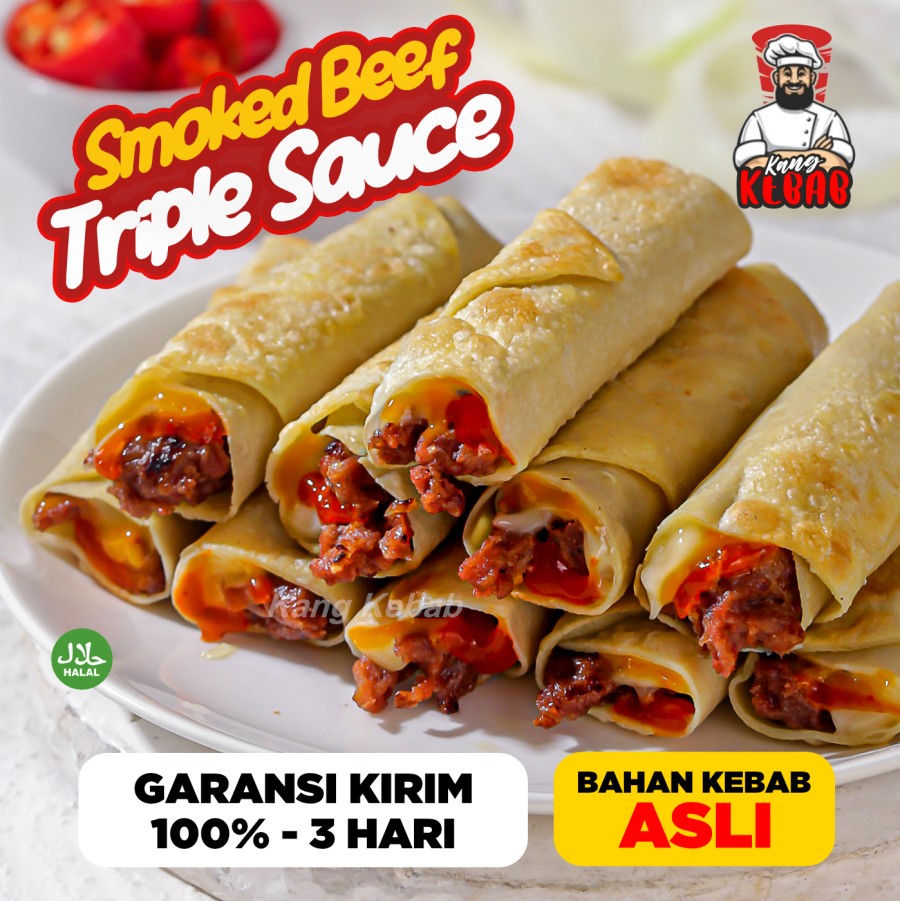 Smoked Beef
Triple Sauce
Kang
KEBAB
Kang Kebab
حلال
HALAL
GARANSI KIRIM
100% - 3 HARI
BAHAN KEBAB
ASLI